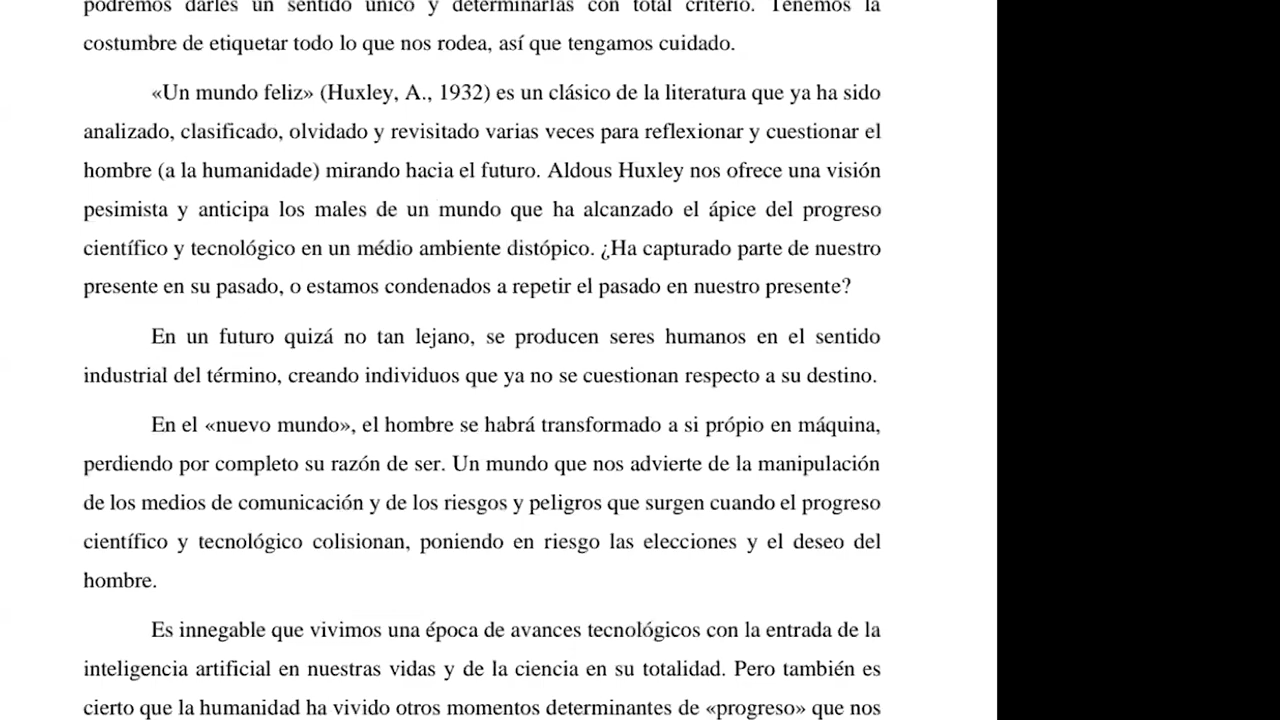 podremos darles un sentido único y determinarlas con total criterio. Tenemos la
costumbre de etiquetar todo lo que nos rodea, así que tengamos cuidado.
«Un mundo feliz» (Huxley, A., 1932) es un clásico de la literatura que ya ha sido
analizado, clasificado, olvidado y revisitado varias veces para reflexionar y cuestionar el
hombre (a la humanidade) mirando hacia el futuro. Aldous Huxley nos ofrece una visión
pesimista y anticipa los males de un mundo que ha alcanzado el ápice del progreso
científico y tecnológico en un médio ambiente distópico. ¿Ha capturado parte de nuestro
presente en su pasado, o estamos condenados a repetir el pasado en nuestro presente?
En un futuro quizá no tan lejano, se producen seres humanos en el sentido
industrial del término, creando individuos que ya no se cuestionan respecto a su destino.
En el «nuevo mundo», el hombre se habrá transformado a si própio en máquina,
perdiendo por completo su razón de ser. Un mundo que nos advierte de la manipulación
de los medios de comunicación y de los riesgos y peligros que surgen cuando el progreso
científico y tecnológico colisionan, poniendo en riesgo las elecciones y el deseo del
hombre.
Es innegable que vivimos una época de avances tecnológicos con la entrada de la
inteligencia artificial en nuestras vidas y de la ciencia en su totalidad. Pero también es
cierto que la humanidad ha vivido otros momentos determinantes de «progreso» que nos